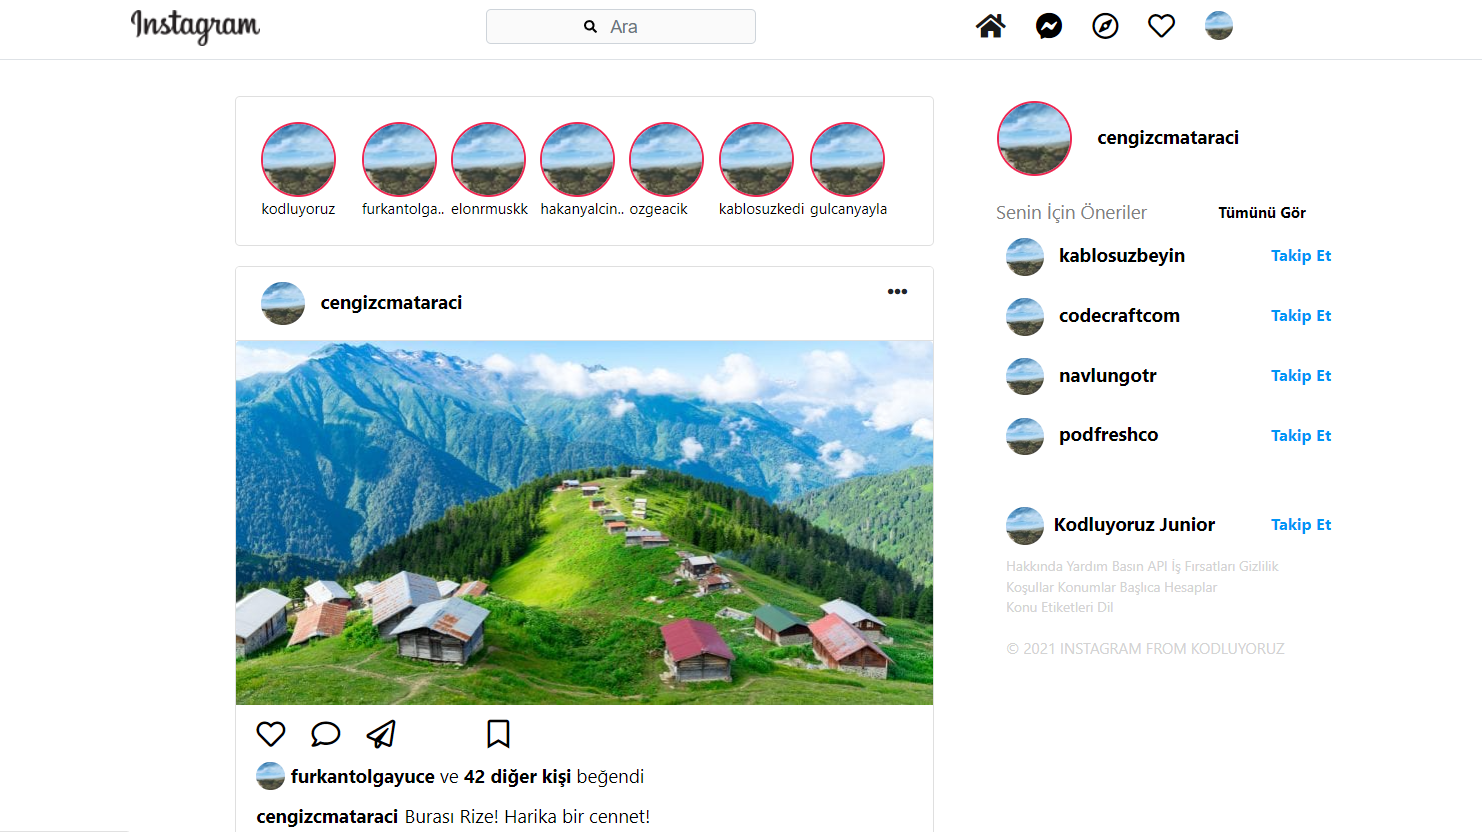 Instagram
Ara
kodluyoruz furkantolga.. elonrmuskk hakanyalcin.. ozgeacik kablosuzkedi gulcanyayla
cengizcmataraci
cengizcmataraci
Senin İçin Öneriler Tümünü Gör
kablosuzbeyin Takip Et
codecraftcom Takip Et
navlungotr Takip Et
podfreshco Takip Et
Kodluyoruz Junior Takip Et
Hakkında Yardım Basın API İş Fırsatları Gizlilik
Koşullar Konumlar Başlıca Hesaplar
Konu Etiketleri Dil
© 2021 INSTAGRAM FROM KODLUYORUZ
furkantolgayuce ve 42 diğer kişi beğendi
cengizcmataraci Burası Rize! Harika bir cennet!